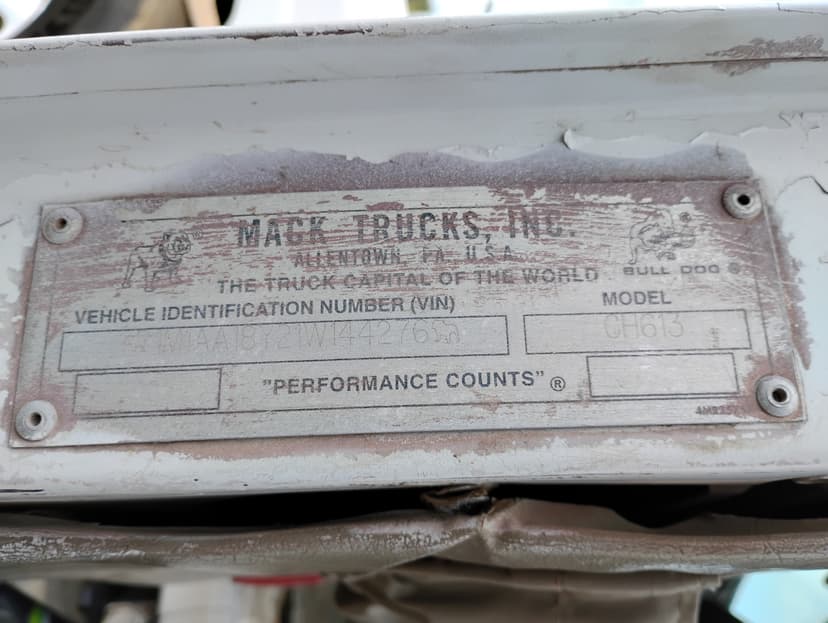 MACK TRUCKS, INC.
ALLENTOWN, PA. U.S.A.
THE TRUCK CAPITAL OF THE WORLD
BULL DOG ®
VEHICLE IDENTIFICATION NUMBER (VIN)
MODEL
1M1AA18Y21W144276
CH613
"PERFORMANCE COUNTS" ®